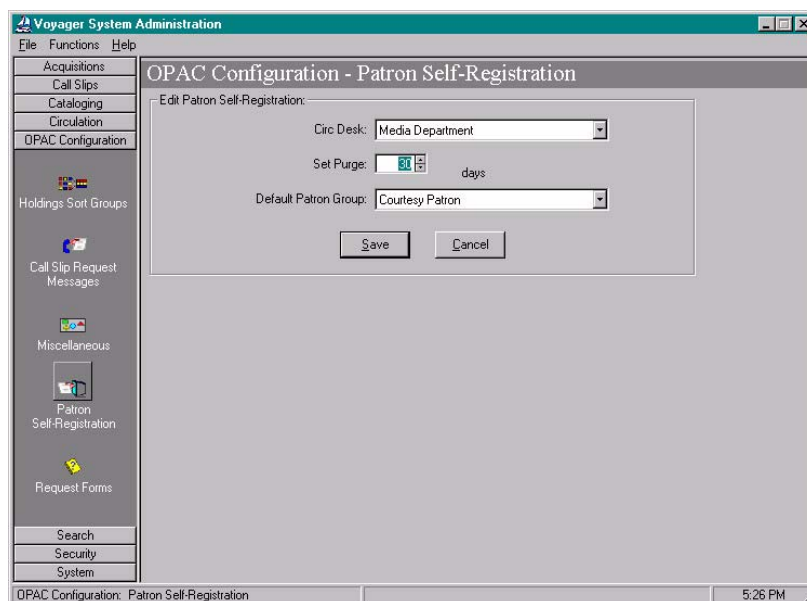 Voyager System Administration
File Functions Help
Acquisitions
Call Slips
Cataloging
Circulation
OPAC Configuration
Holdings Sort Groups
Call Slip Request
Messages
Miscellaneous
Patron
Self-Registration
Request Forms
Search
Security
System
OPAC Configuration - Patron Self-Registration
Edit Patron Self-Registration:
Circ Desk: Media Department
Set Purge: 30 days
Default Patron Group: Courtesy Patron
Save Cancel
OPAC Configuration: Patron Self-Registration 5:26 PM